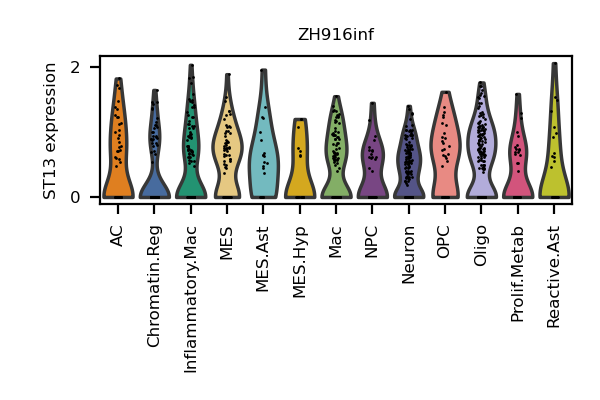 ZH916inf
ST13 expression
2
0
AC
Chromatin.Reg
Inflammatory.Mac
MES
MES.Ast
MES.Hyp
Mac
NPC
Neuron
OPC
Oligo
Prolif.Metab
Reactive.Ast